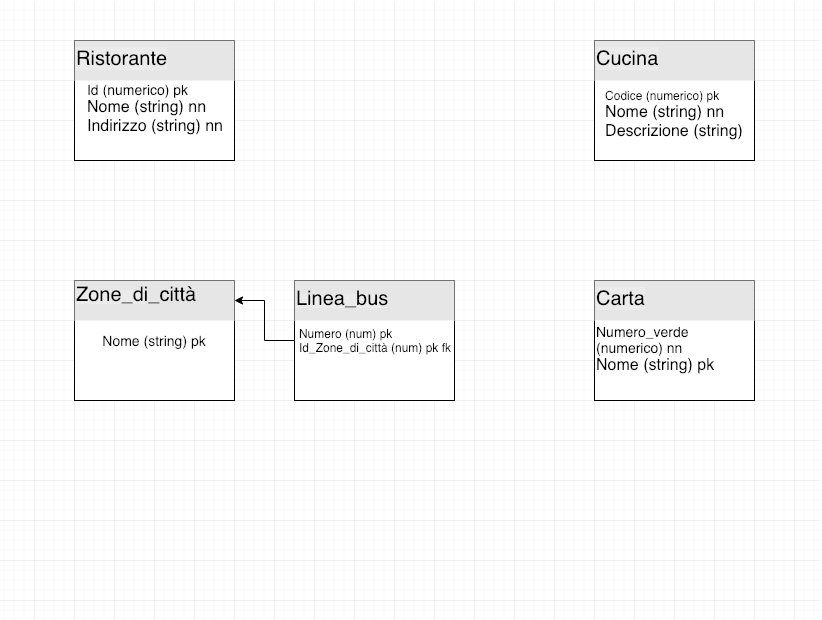 Ristorante
Id (numerico) pk
Nome (string) nn
Indirizzo (string) nn
Cucina
Codice (numerico) pk
Nome (string) nn
Descrizione (string)
Zone_di_città
Nome (string) pk
Linea_bus
Numero (num) pk
Id_Zone_di_città (num) pk fk
Carta
Numero_verde
(numerico) nn
Nome (string) pk